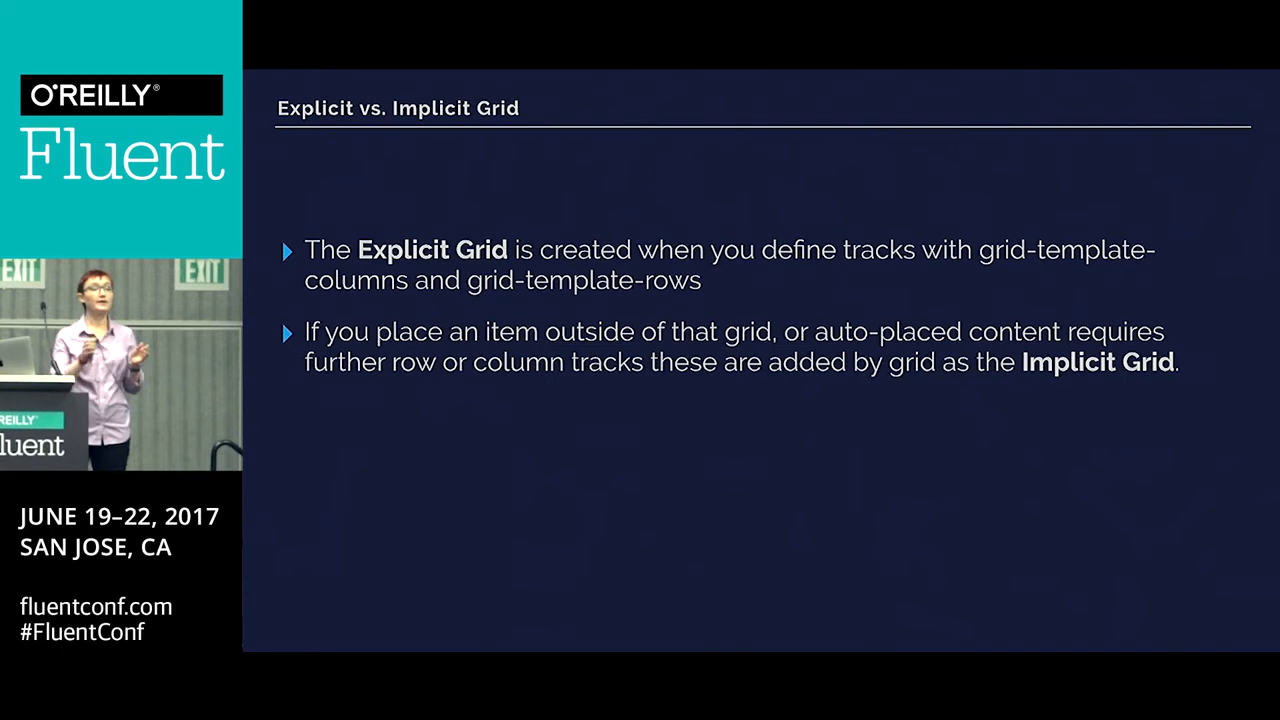 O'REILLY®
Fluent
EXIT
EXIT
REILLY
luent
JUNE 19–22, 2017
SAN JOSE, CA
fluentconf.com
#FluentConf
Explicit vs. Implicit Grid
The Explicit Grid is created when you define tracks with grid-template-
columns and grid-template-rows
If you place an item outside of that grid, or auto-placed content requires
further row or column tracks these are added by grid as the Implicit Grid.